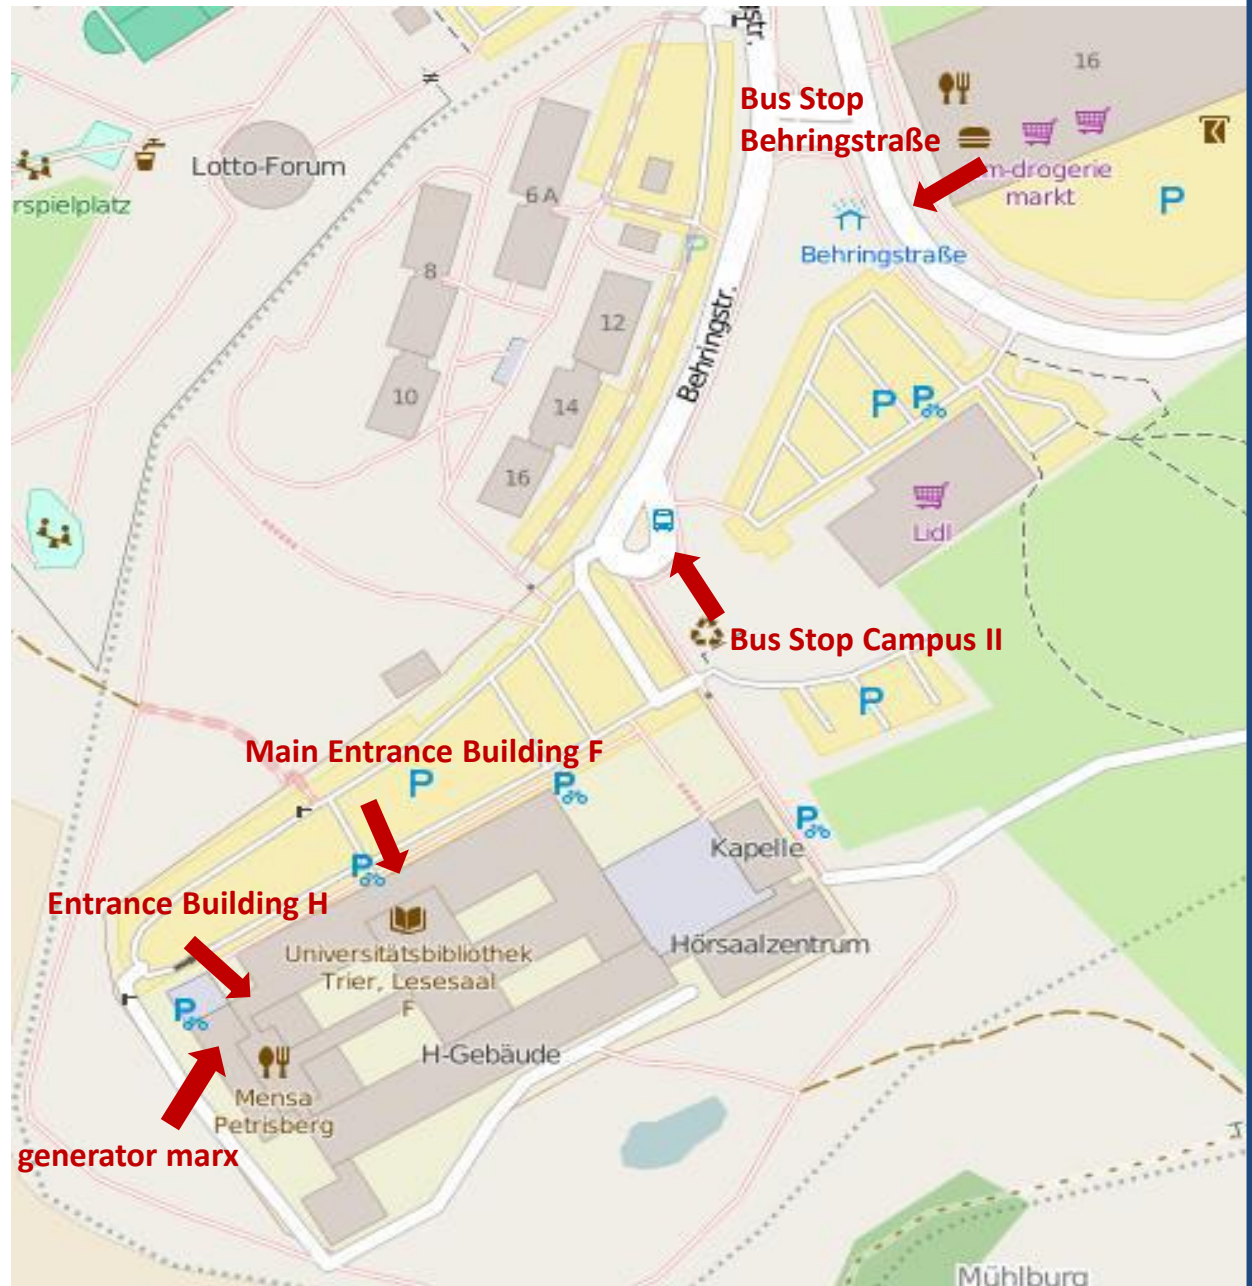 gstr.
16
Bus Stop
Behringstraße
m-drogerie
markt
P
Lotto-Forum
6 A
rspielplatz
Behringstraße
8
P
12
Behringstr.
10
14
P
P
16
Lidl
Bus Stop Campus II
P
Main Entrance Building F
P
P
P
Kapelle
P
Entrance Building H
Hörsaalzentrum
Universitätsbibliothek
Trier, Lesesaal
F
P
H-Gebäude
Mensa
Petrisberg
generator marx
Mühlburg